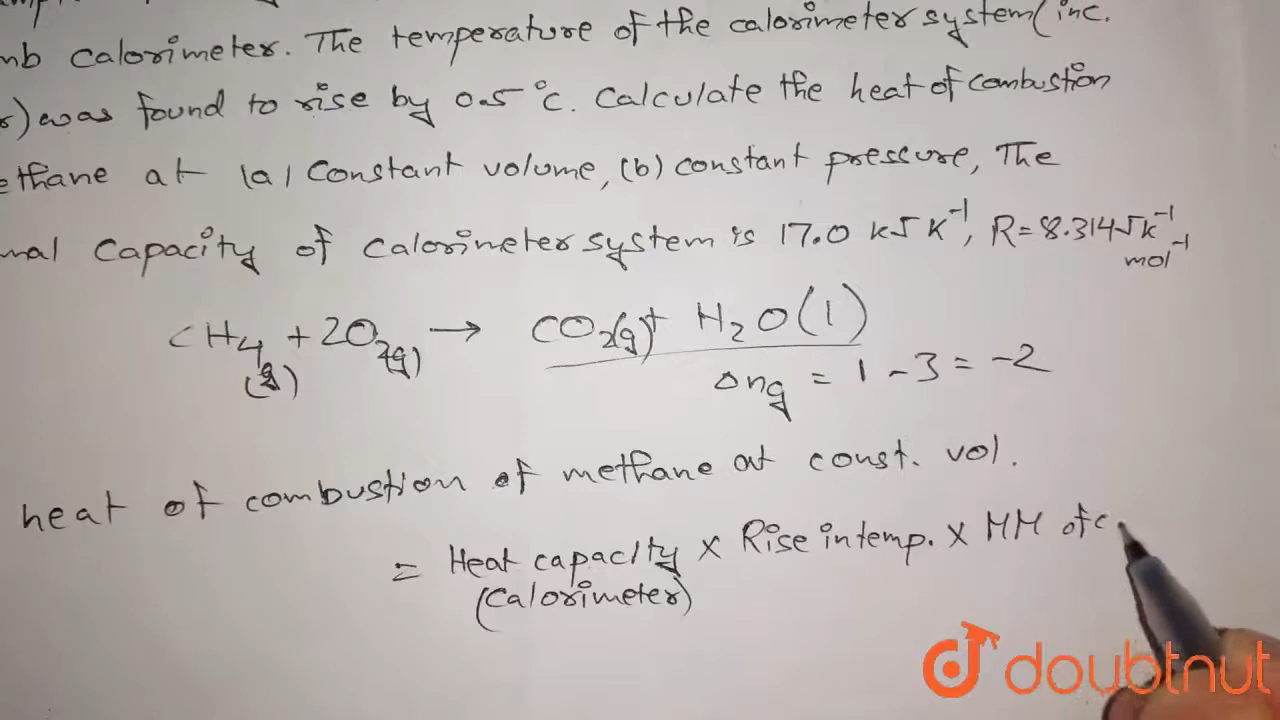 mb calorimeter. The temperature of the calorimeter system (inc.
r) was found to rise by 0.5 °C. Calculate the heat of combustion
ethane at (a) Constant volume, (b) constant pressure, The
mal capacity of calorimeter system is 17.0 kJ K⁻¹, R = 8.314 J K⁻¹
mol⁻¹
CH₄(g) + 2O₂(g) → CO₂(g) + H₂O(l)
Δng = 1 - 3 = -2
heat of combustion of methane at const. vol.
= Heat capacity × Rise in temp. × MM of c
(Calorimeter)
doubtnut